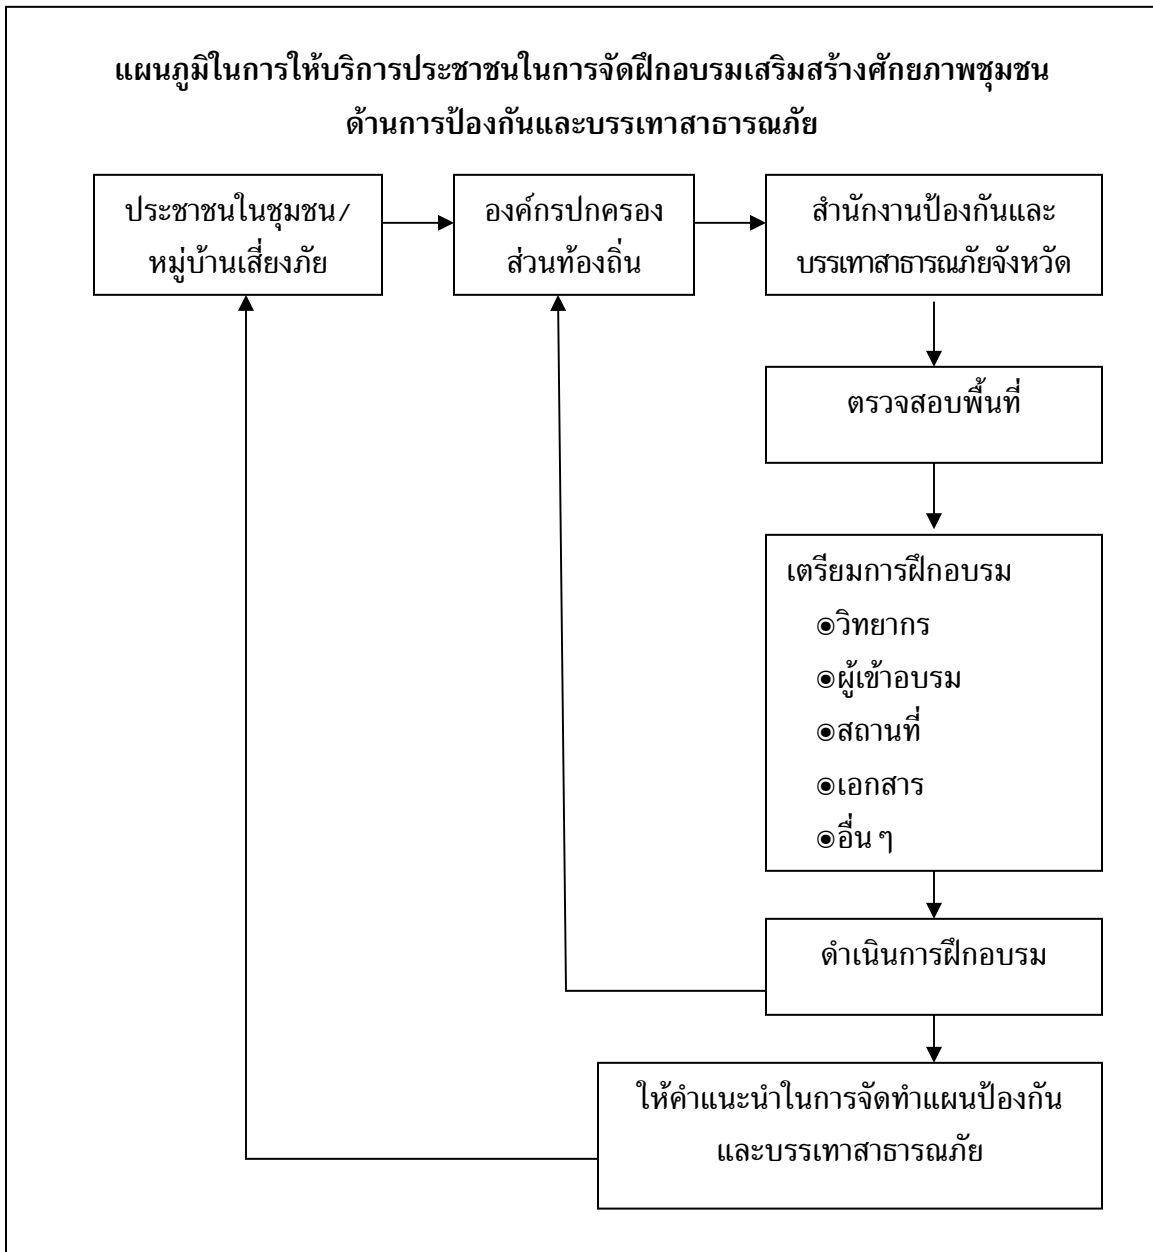 แผนภูมิในการให้บริการประชาชนในการจัดฝึกอบรมเสริมสร้างศักยภาพชุมชน
ด้านการป้องกันและบรรเทาสาธารณภัย
ประชาชนในชุมชน/
หมู่บ้านเสี่ยงภัย
องค์กรปกครอง
ส่วนท้องถิ่น
สำนักงานป้องกันและ
บรรเทาสาธารณภัยจังหวัด
ตรวจสอบพื้นที่
เตรียมการฝึกอบรม
◉วิทยากร
◉ผู้เข้าอบรม
◉สถานที่
◉เอกสาร
◉อื่น ๆ
ดำเนินการฝึกอบรม
ให้คำแนะนำในการจัดทำแผนป้องกัน
และบรรเทาสาธารณภัย